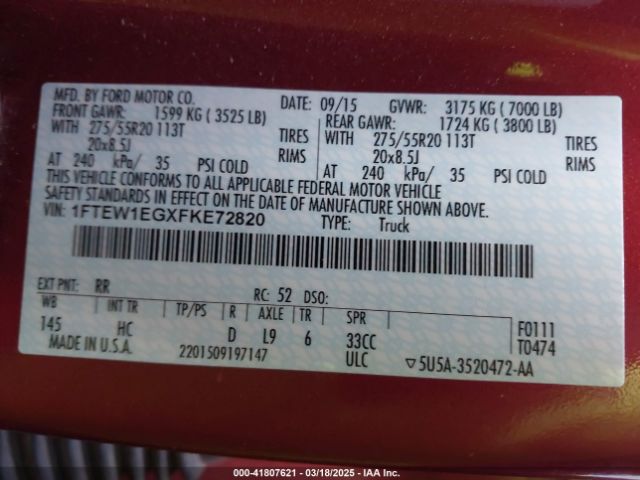 MFD. BY FORD MOTOR CO.
DATE: 09/15 GVWR: 3175 KG ( 7000 LB)
FRONT GAWR: 1599 KG ( 3525 LB)
REAR GAWR: 1724 KG ( 3800 LB)
WITH 275/55R20 113T TIRES
WITH 275/55R20 113T TIRES
20x8.5J RIMS
20x8.5J RIMS
AT 240 kPa/ 35 PSI COLD
AT 240 kPa/ 35 PSI COLD
THIS VEHICLE CONFORMS TO ALL APPLICABLE FEDERAL MOTOR VEHICLE
SAFETY STANDARDS IN EFFECT ON THE DATE OF MANUFACTURE SHOWN ABOVE.
VIN: 1FTEW1EGXFKE72820 TYPE: Truck
EXT PNT: RR RC: 52 DSO:
WB INT TR TP/PS R AXLE TR SPR
145 HC D L9 6 33CC
F0111
T0474
MADE IN U.S.A. 2201509197147 ULC ▽5U5A-3520472-AA
© - 41807621 - 03/18/2025 - IAA Inc.